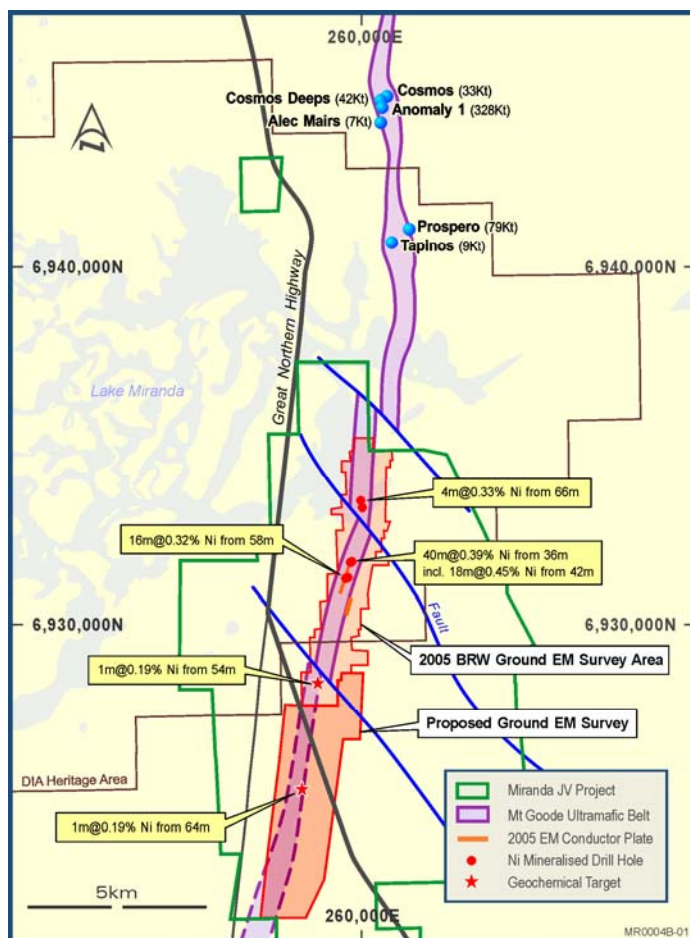 260,000E
Cosmos (33Kt)
Cosmos Deeps (42Kt)
Anomaly 1 (328Kt)
Alec Mairs (7Kt)
Prospero (79Kt)
Tapinos (9Kt)
6,940,000N
6,940,000N
Great Northern Highway
Lake Miranda
4m@0.33% Ni from 66m
16m@0.32% Ni from 58m
40m@0.39% Ni from 36m
incl. 18m@0.45% Ni from 42m
6,930,000N
6,930,000N
Fault
2005 BRW Ground EM Survey Area
1m@0.19% Ni from 54m
Proposed Ground EM Survey
DIA Heritage Area
1m@0.19% Ni from 64m
Miranda JV Project
Mt Goode Ultramafic Belt
2005 EM Conductor Plate
Ni Mineralised Drill Hole
Geochemical Target
5km
260,000E
MR0004B-01